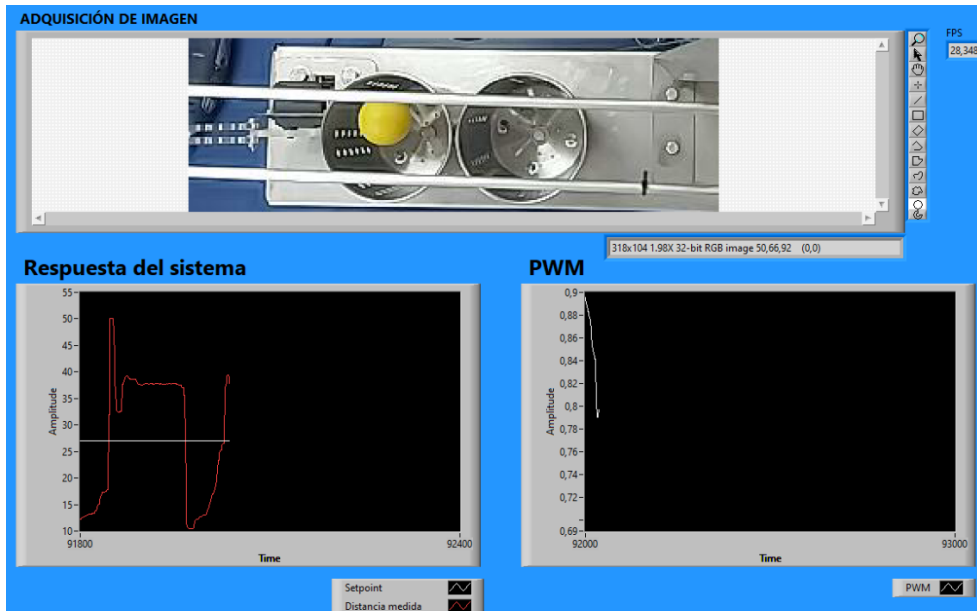 ADQUISICIÓN DE IMAGEN
FPS
28,348
318x104 1.98X 32-bit RGB image 50,66,92 (0,0)
Respuesta del sistema
55
50
45
40
35
30
25
20
15
10
Amplitude
91800
92400
Time
Setpoint
Distancia medida
PWM
0,9
0,88
0,86
0,84
0,82
0,8
0,78
0,76
0,74
0,72
0,69
Amplitude
92000
93000
Time
PWM